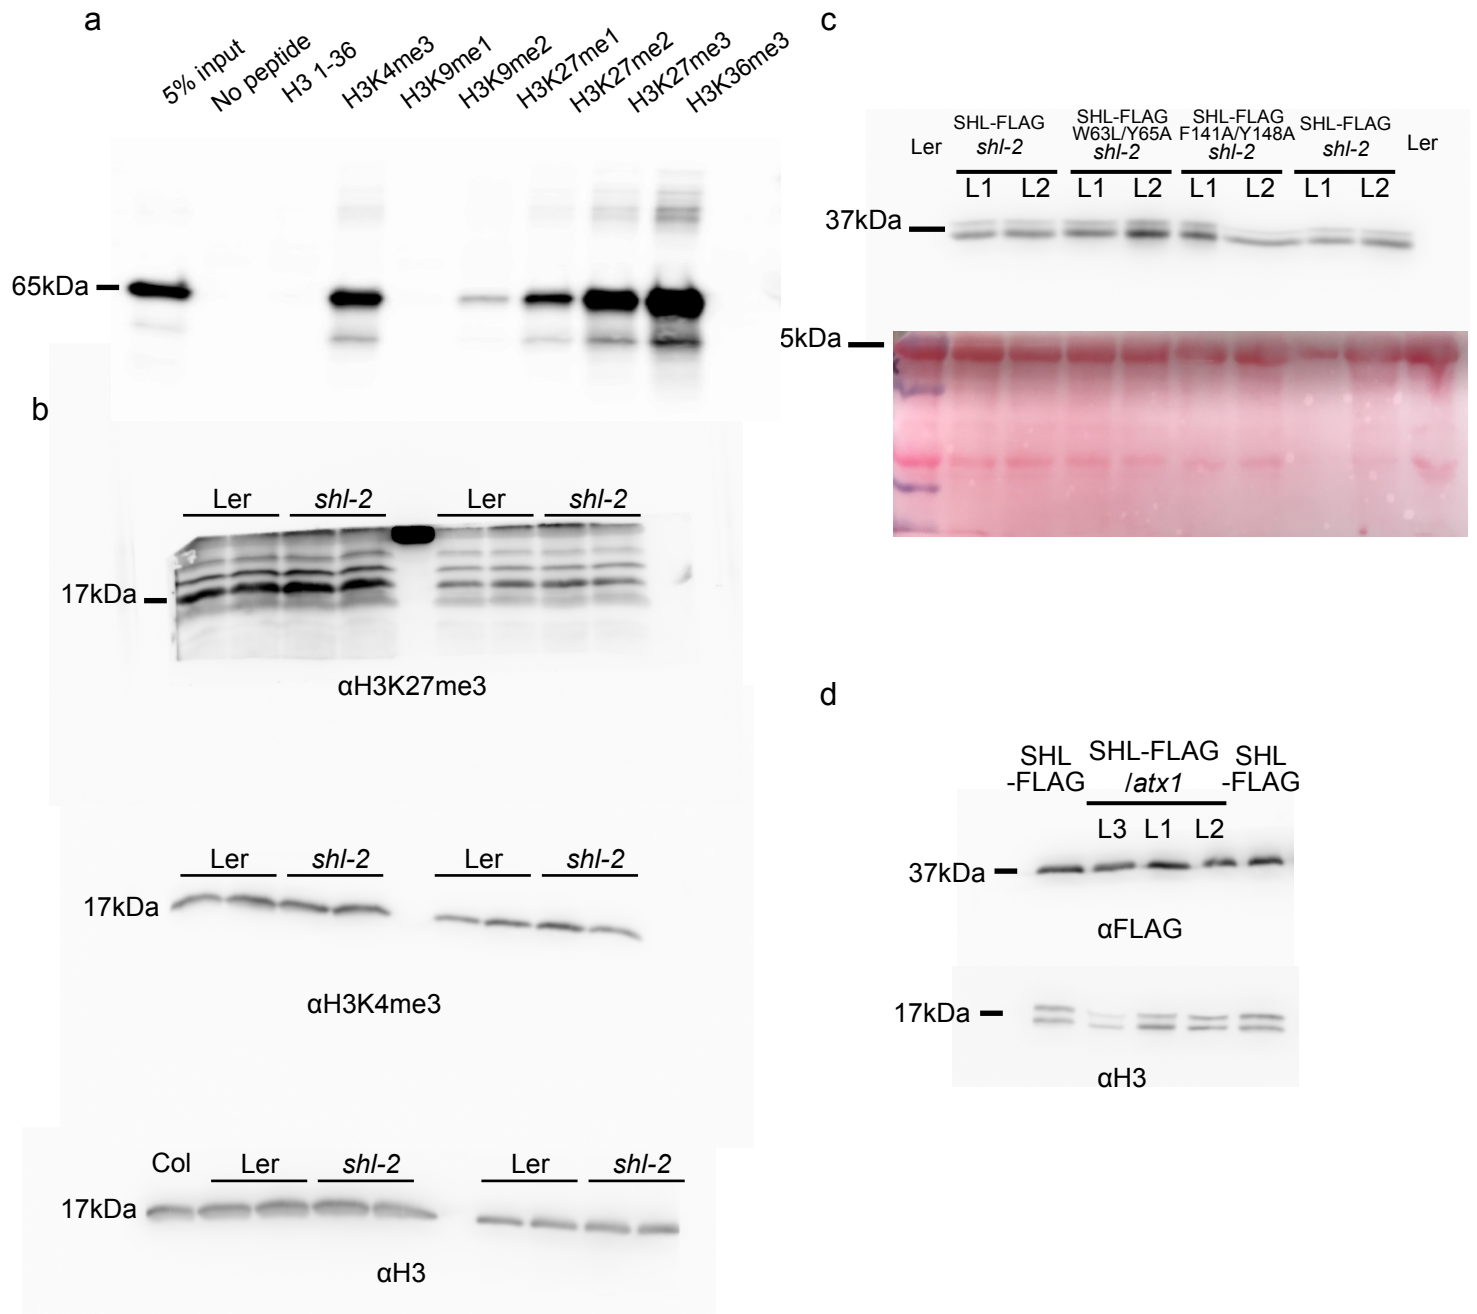 a
5% input
No peptide
H3 1-36
H3K4me3
H3K9me1
H3K9me2
H3K27me1
H3K27me2
H3K27me3
H3K36me3
65kDa
b
Ler shl-2 Ler shl-2
17kDa
αH3K27me3
Ler shl-2 Ler shl-2
17kDa
αH3K4me3
Col Ler shl-2 Ler shl-2
17kDa
αH3
c
SHL-FLAG SHL-FLAG SHL-FLAG SHL-FLAG
W63L/Y65A F141A/Y148A
Ler shl-2 shl-2 shl-2 shl-2 Ler
L1 L2 L1 L2 L1 L2 L1 L2
37kDa
5kDa
d
SHL SHL-FLAG SHL
-FLAG /atx1 -FLAG
L3 L1 L2
37kDa
αFLAG
17kDa
αH3